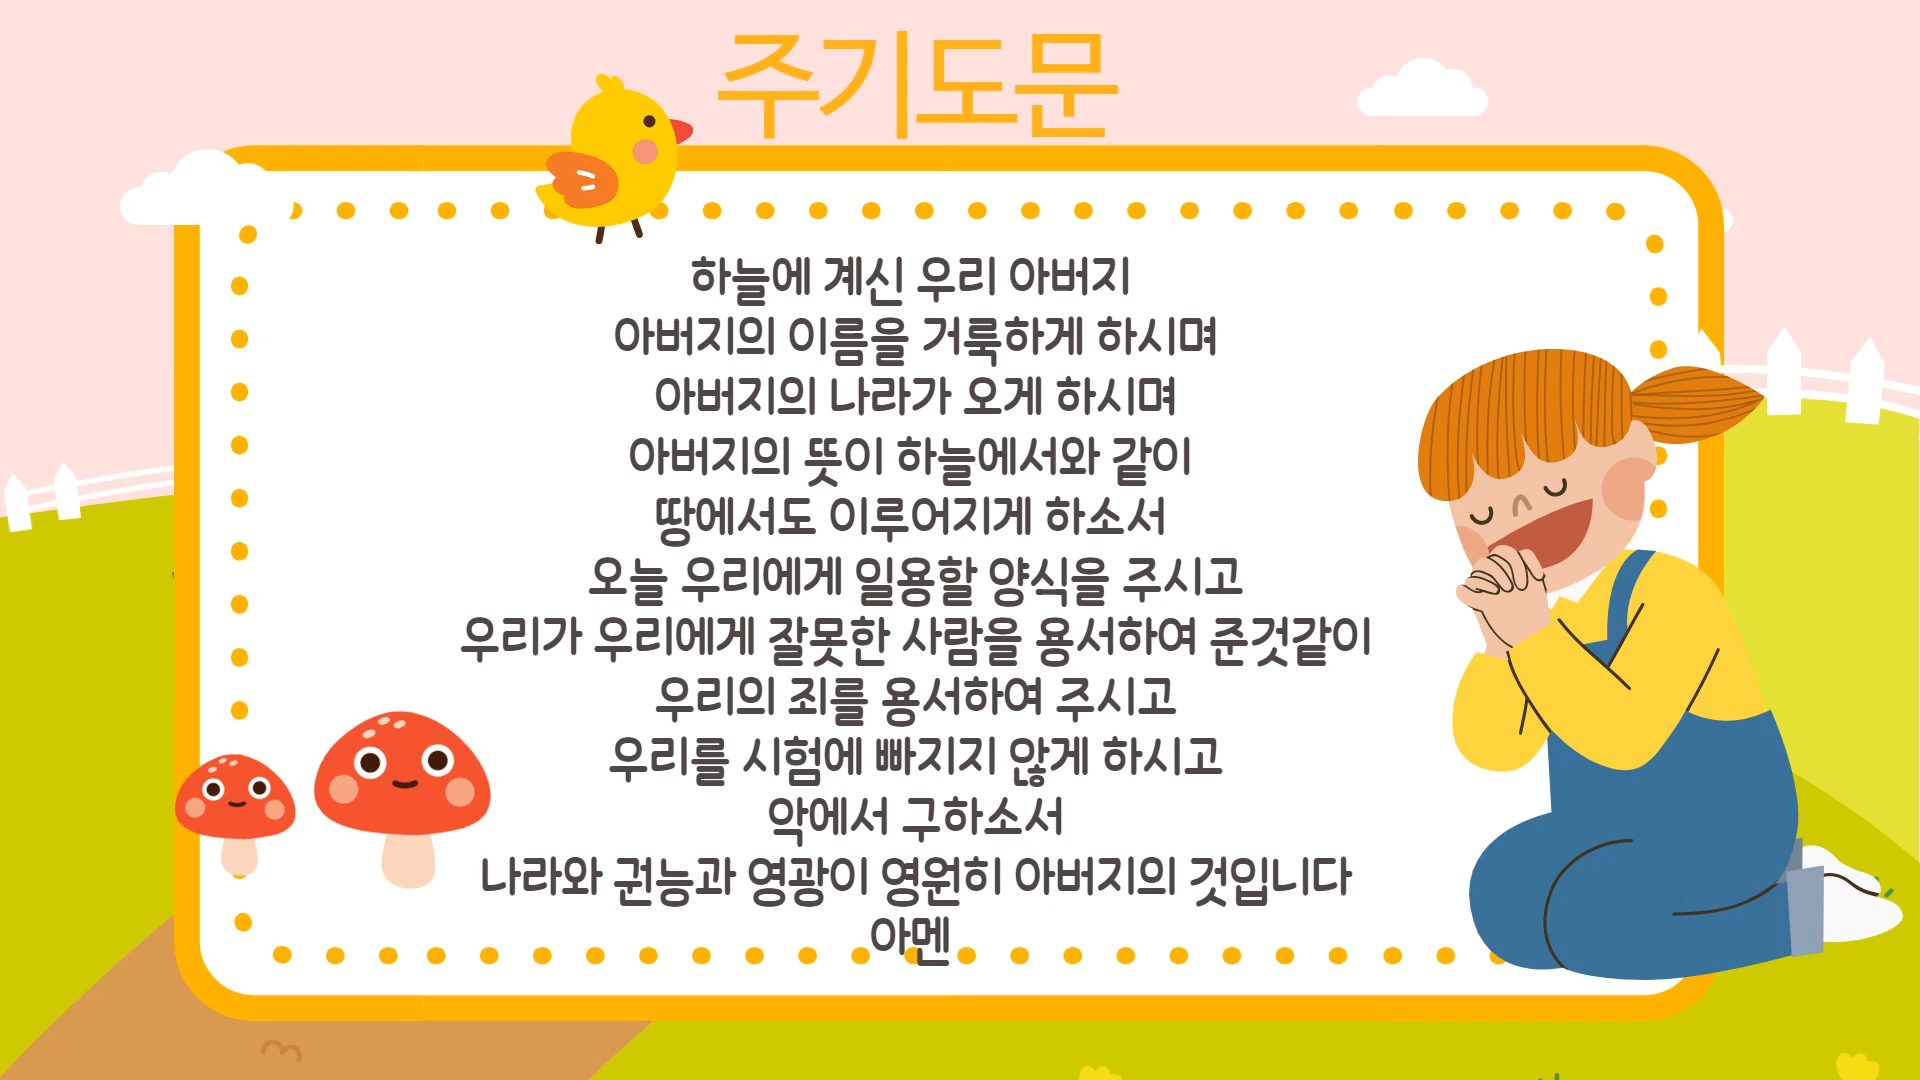 주기도문
하늘에 계신 우리 아버지
아버지의 이름을 거룩하게 하시며
아버지의 나라가 오게 하시며
아버지의 뜻이 하늘에서와 같이
땅에서도 이루어지게 하소서
오늘 우리에게 일용할 양식을 주시고
우리가 우리에게 잘못한 사람을 용서하여 준것같이
우리의 죄를 용서하여 주시고
우리를 시험에 빠지지 않게 하시고
악에서 구하소서
나라와 권능과 영광이 영원히 아버지의 것입니다
아멘